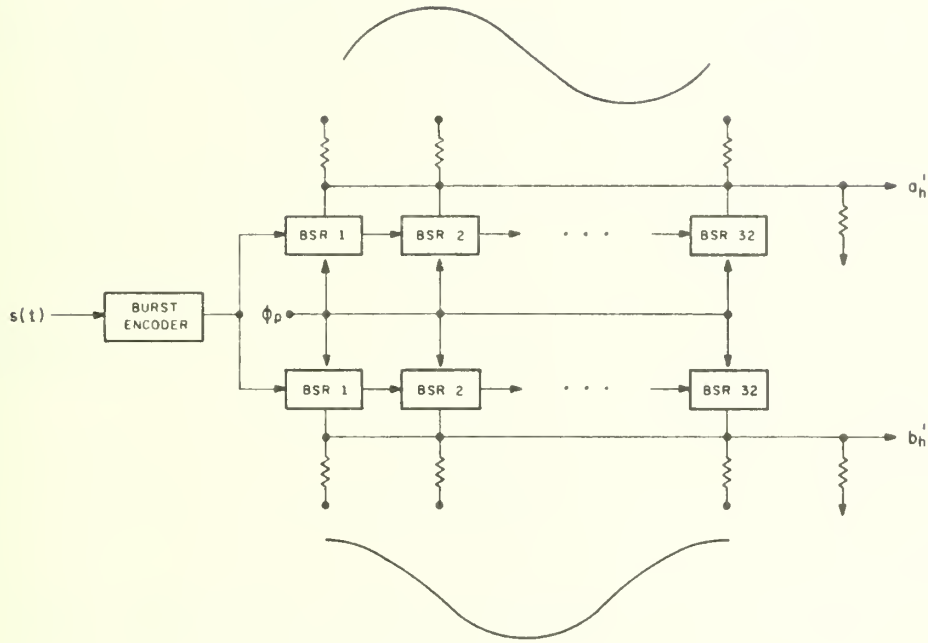 a'h
BSR 1
BSR 2
. . .
BSR 32
s(t)
BURST
ENCODER
ϕp
BSR 1
BSR 2
. . .
BSR 32
b'h